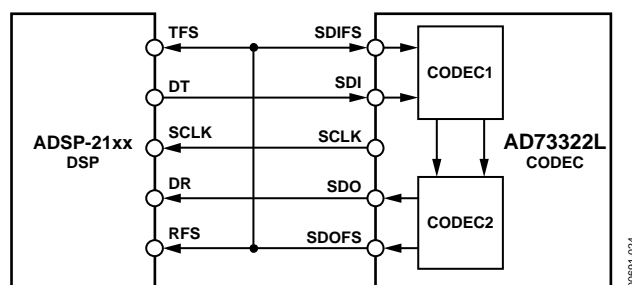 TFS SDIFS
DT SDI
SCLK SCLK
DR SDO
RFS SDOFS
ADSP-21xx
DSP
CODEC1
CODEC2
AD73322L
CODEC